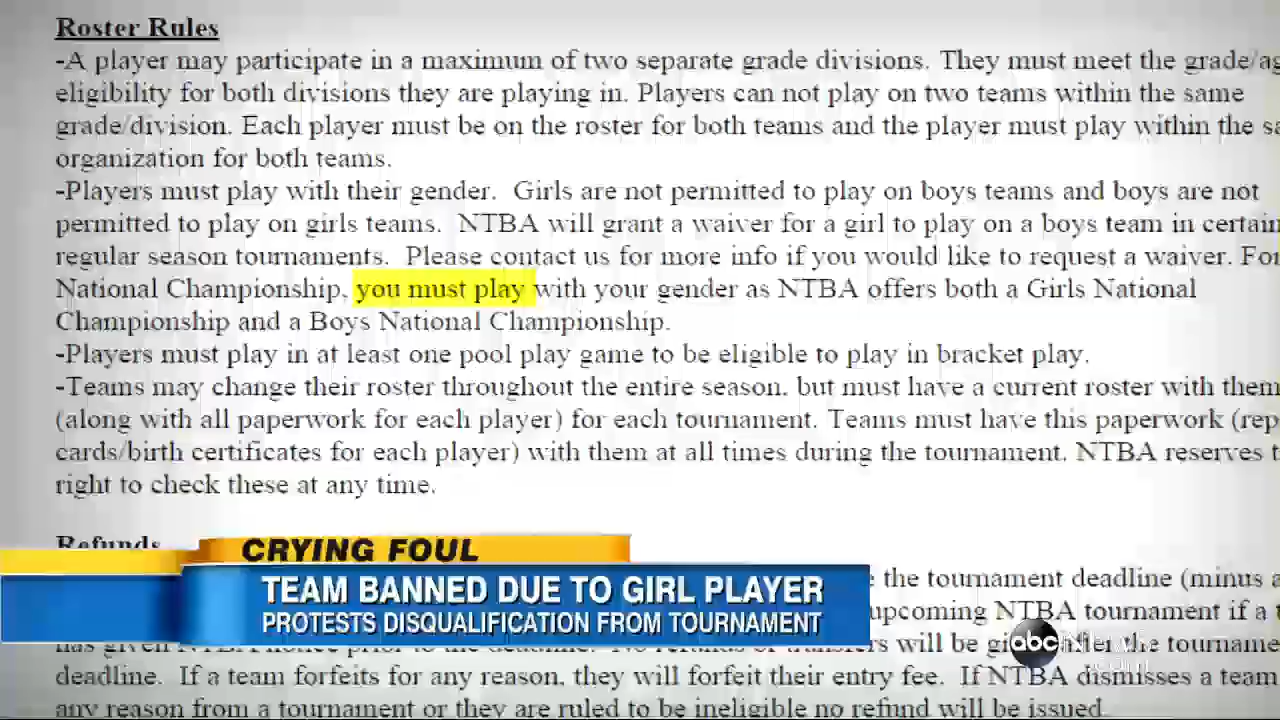 Roster Rules
-A player may participate in a maximum of two separate grade divisions. They must meet the grade/ag
eligibility for both divisions they are playing in. Players can not play on two teams within the same
grade/division. Each player must be on the roster for both teams and the player must play within the sa
organization for both teams.
-Players must play with their gender. Girls are not permitted to play on boys teams and boys are not
permitted to play on girls teams. NTBA will grant a waiver for a girl to play on a boys team in certain
regular season tournaments. Please contact us for more info if you would like to request a waiver. For
National Championship, you must play with your gender as NTBA offers both a Girls National
Championship and a Boys National Championship.
-Players must play in at least one pool play game to be eligible to play in bracket play.
-Teams may change their roster throughout the entire season, but must have a current roster with them
(along with all paperwork for each player) for each tournament. Teams must have this paperwork (rep
cards/birth certificates for each player) with them at all times during the tournament. NTBA reserves t
right to check these at any time.
Refunds
CRYING FOUL
TEAM BANNED DUE TO GIRL PLAYER
PROTESTS DISQUALIFICATION FROM TOURNAMENT
the tournament deadline (minus a
upcoming NTBA tournament if a
will be after the tourname
abc
deadline. If a team forfeits for any reason, they will forfeit their entry fee. If NTBA dismisses a team
any reason from a tournament or they are ruled to be ineligible no refund will be issued.